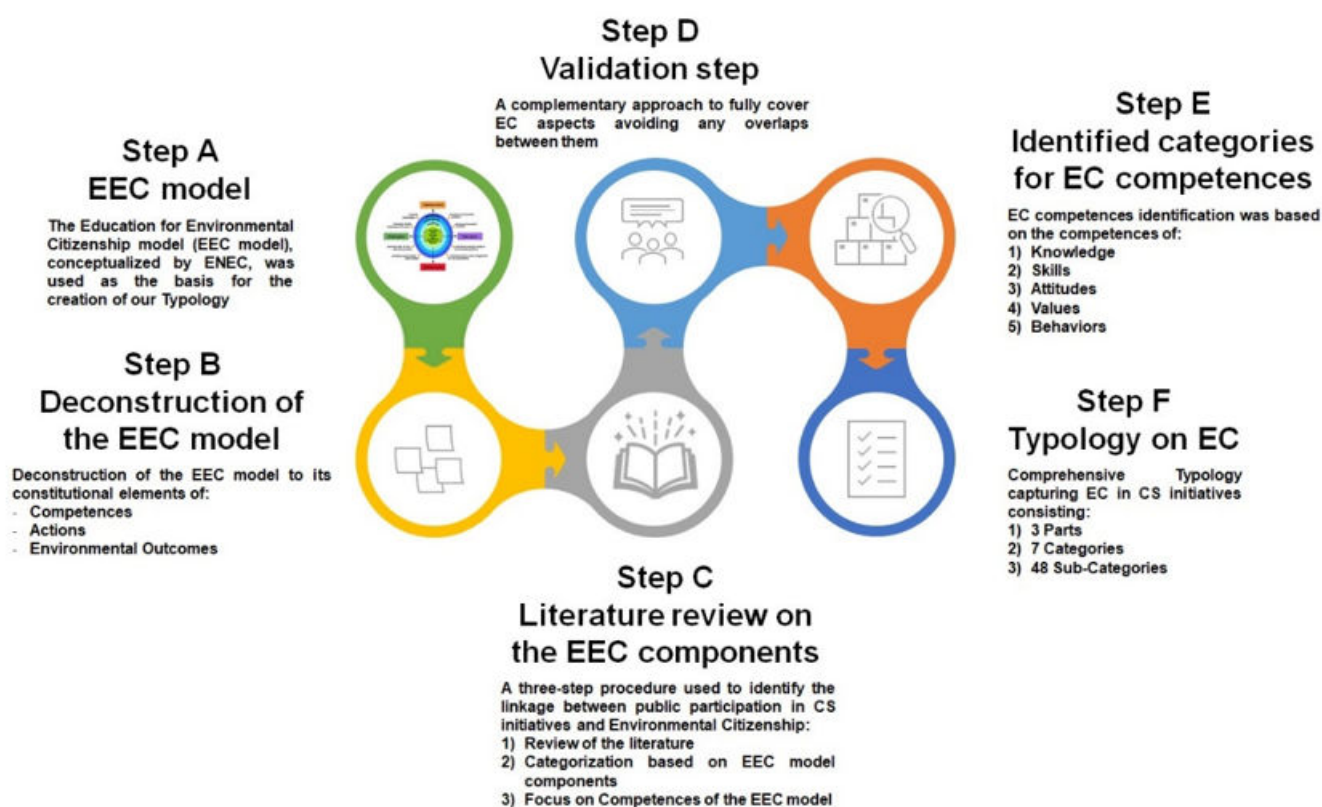 Step A
EEC model
The Education for Environmental
Citizenship model (EEC model),
conceptualized by ENEC, was
used as the basis for the
creation of our Typology
Step B
Deconstruction of
the EEC model
Deconstruction of the EEC model to its
constitutional elements of:
- Competences
- Actions
- Environmental Outcomes
Step C
Literature review on
the EEC components
A three-step procedure used to identify the
linkage between public participation in CS
initiatives and Environmental Citizenship:
1) Review of the literature
2) Categorization based on EEC model
components
3) Focus on Competences of the EEC model
Step D
Validation step
A complementary approach to fully cover
EC aspects avoiding any overlaps
between them
Step E
Identified categories
for EC competences
EC competences identification was based
on the competences of:
1) Knowledge
2) Skills
3) Attitudes
4) Values
5) Behaviors
Step F
Typology on EC
Comprehensive Typology
capturing EC in CS initiatives
consisting:
1) 3 Parts
2) 7 Categories
3) 48 Sub-Categories